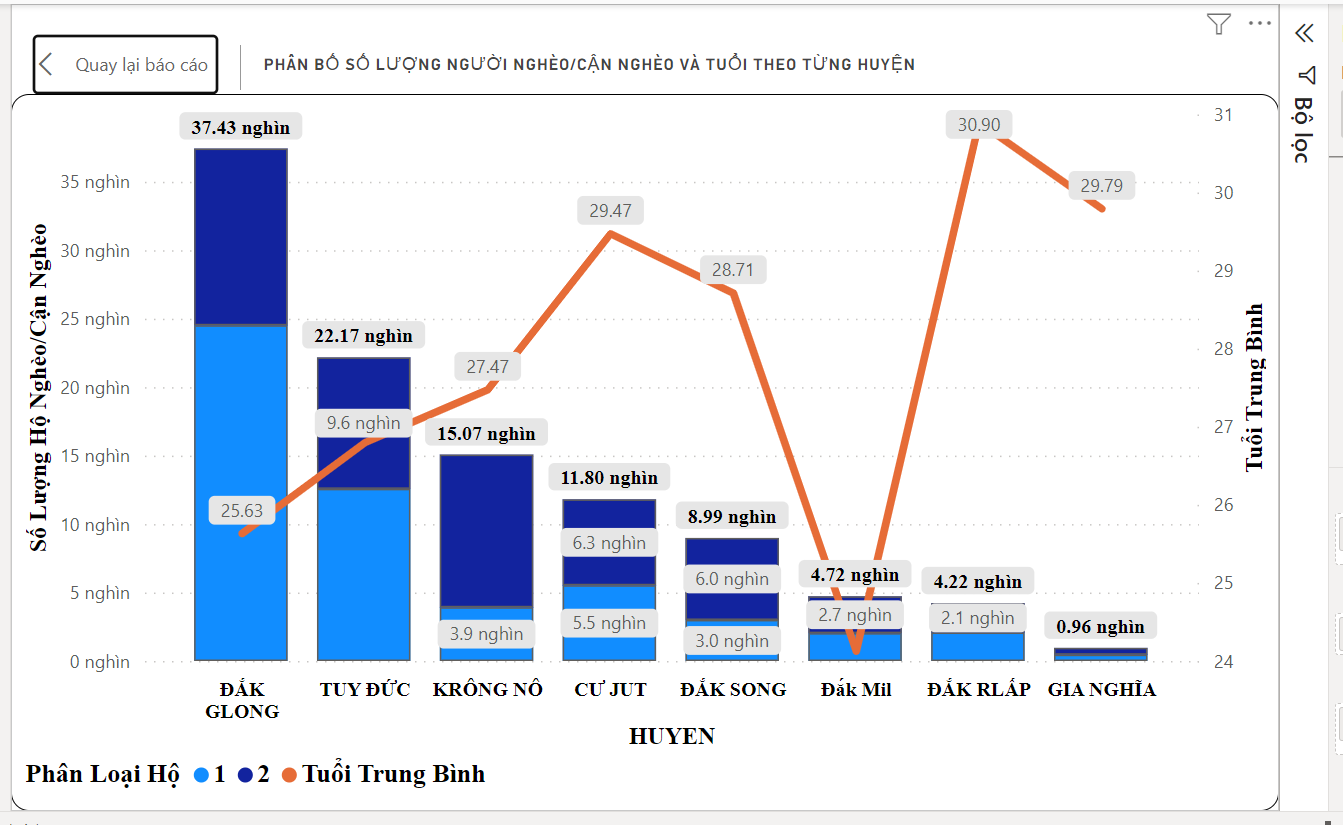 Quay lại báo cáo
PHÂN BỐ SỐ LƯỢNG NGƯỜI NGHÈO/CẬN NGHÈO VÀ TUỔI THEO TỪNG HUYỆN
Bộ lọc
Số Lượng Hộ Nghèo/Cận Nghèo
35 nghìn
30 nghìn
25 nghìn
20 nghìn
15 nghìn
10 nghìn
5 nghìn
0 nghìn
37.43 nghìn
22.17 nghìn
15.07 nghìn
11.80 nghìn
8.99 nghìn
4.72 nghìn
4.22 nghìn
0.96 nghìn
9.6 nghìn
3.9 nghìn
6.3 nghìn
5.5 nghìn
6.0 nghìn
3.0 nghìn
2.7 nghìn
2.1 nghìn
25.63
27.47
29.47
28.71
30.90
29.79
31
30
29
28
27
26
25
24
Tuổi Trung Bình
ĐẮK
GLONG
TUY ĐỨC
KRÔNG NÔ
CƯ JUT
ĐẮK SONG
Đắk Mil
ĐẮK RLẤP
GIA NGHĨA
HUYEN
Phân Loại Hộ 1 2 Tuổi Trung Bình